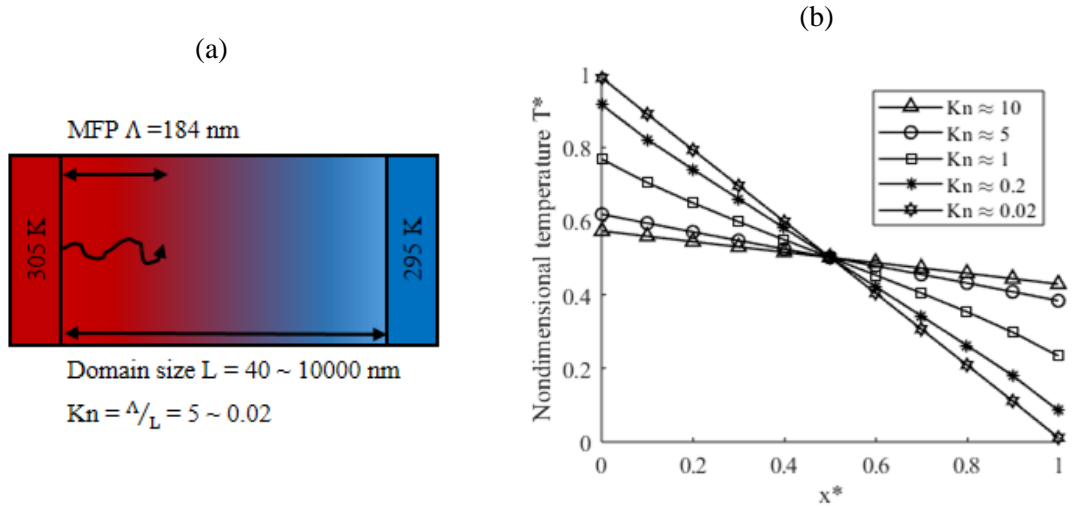 (a)
MFP Λ =184 nm
305 K
295 K
Domain size L = 40 ~ 10000 nm
Kn = Λ/L = 5 ~ 0.02
(b)
Nondimensional temperature T*
1
0.8
0.6
0.4
0.2
0
0
0.2
0.4
0.6
0.8
1
x*
Kn ≈ 10
Kn ≈ 5
Kn ≈ 1
Kn ≈ 0.2
Kn ≈ 0.02